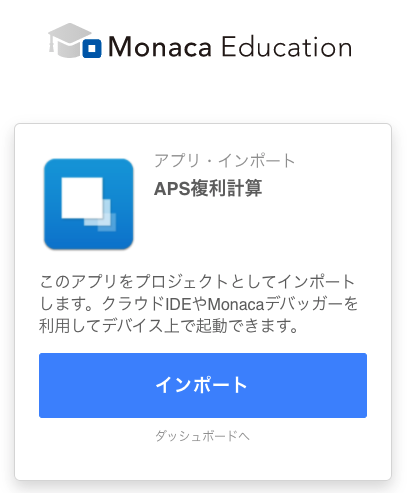 Monaca Education
アプリ・インポート
APS複利計算
このアプリをプロジェクトとしてインポート
します。クラウドIDEやMonacaデバッガーを
利用してデバイス上で起動できます。
インポート
ダッシュボードへ